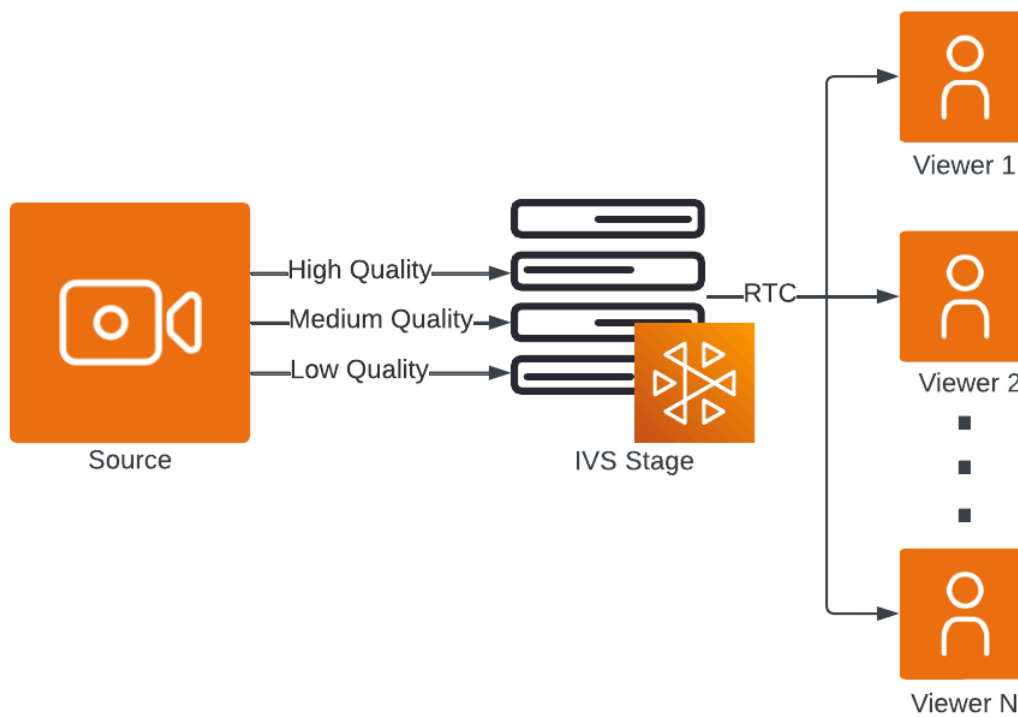 High Quality
Medium Quality
Low Quality
Source
IVS Stage
RTC
Viewer 1
Viewer 2
Viewer N